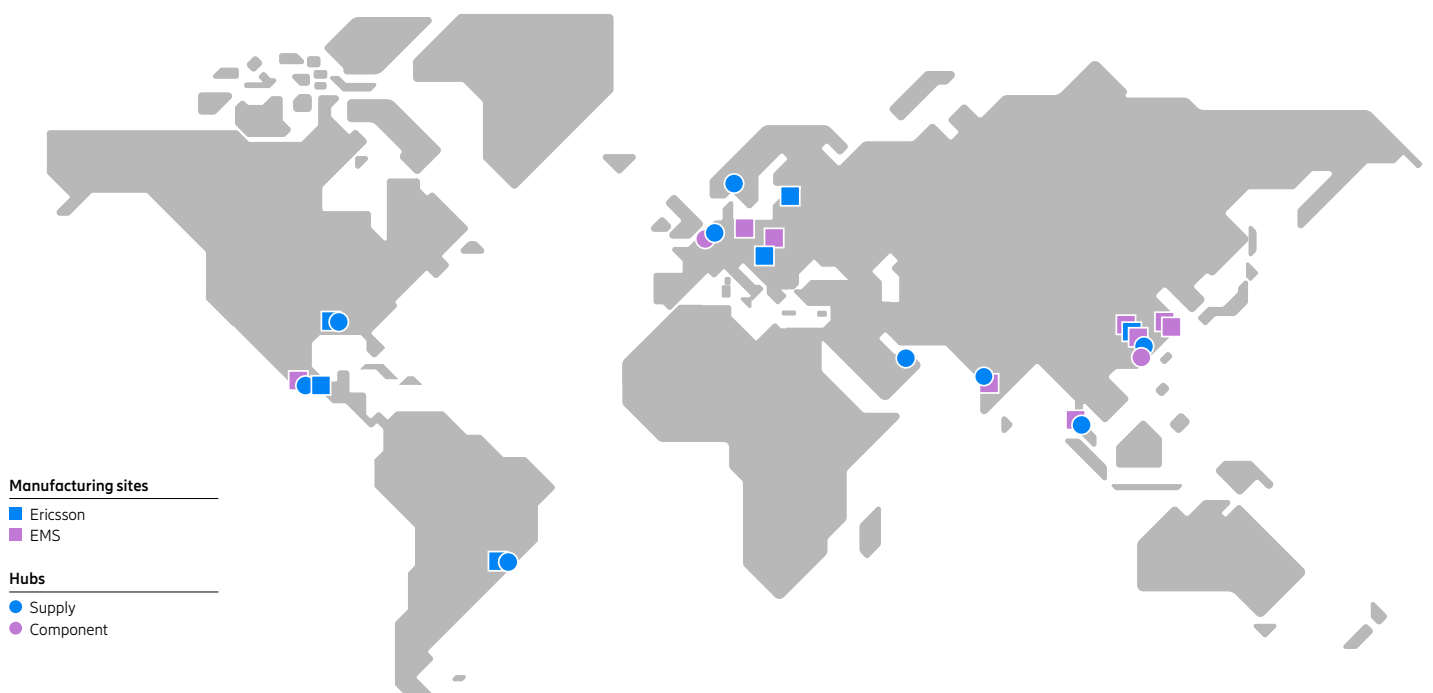 Manufacturing sites
Ericsson
EMS
Hubs
Supply
Component